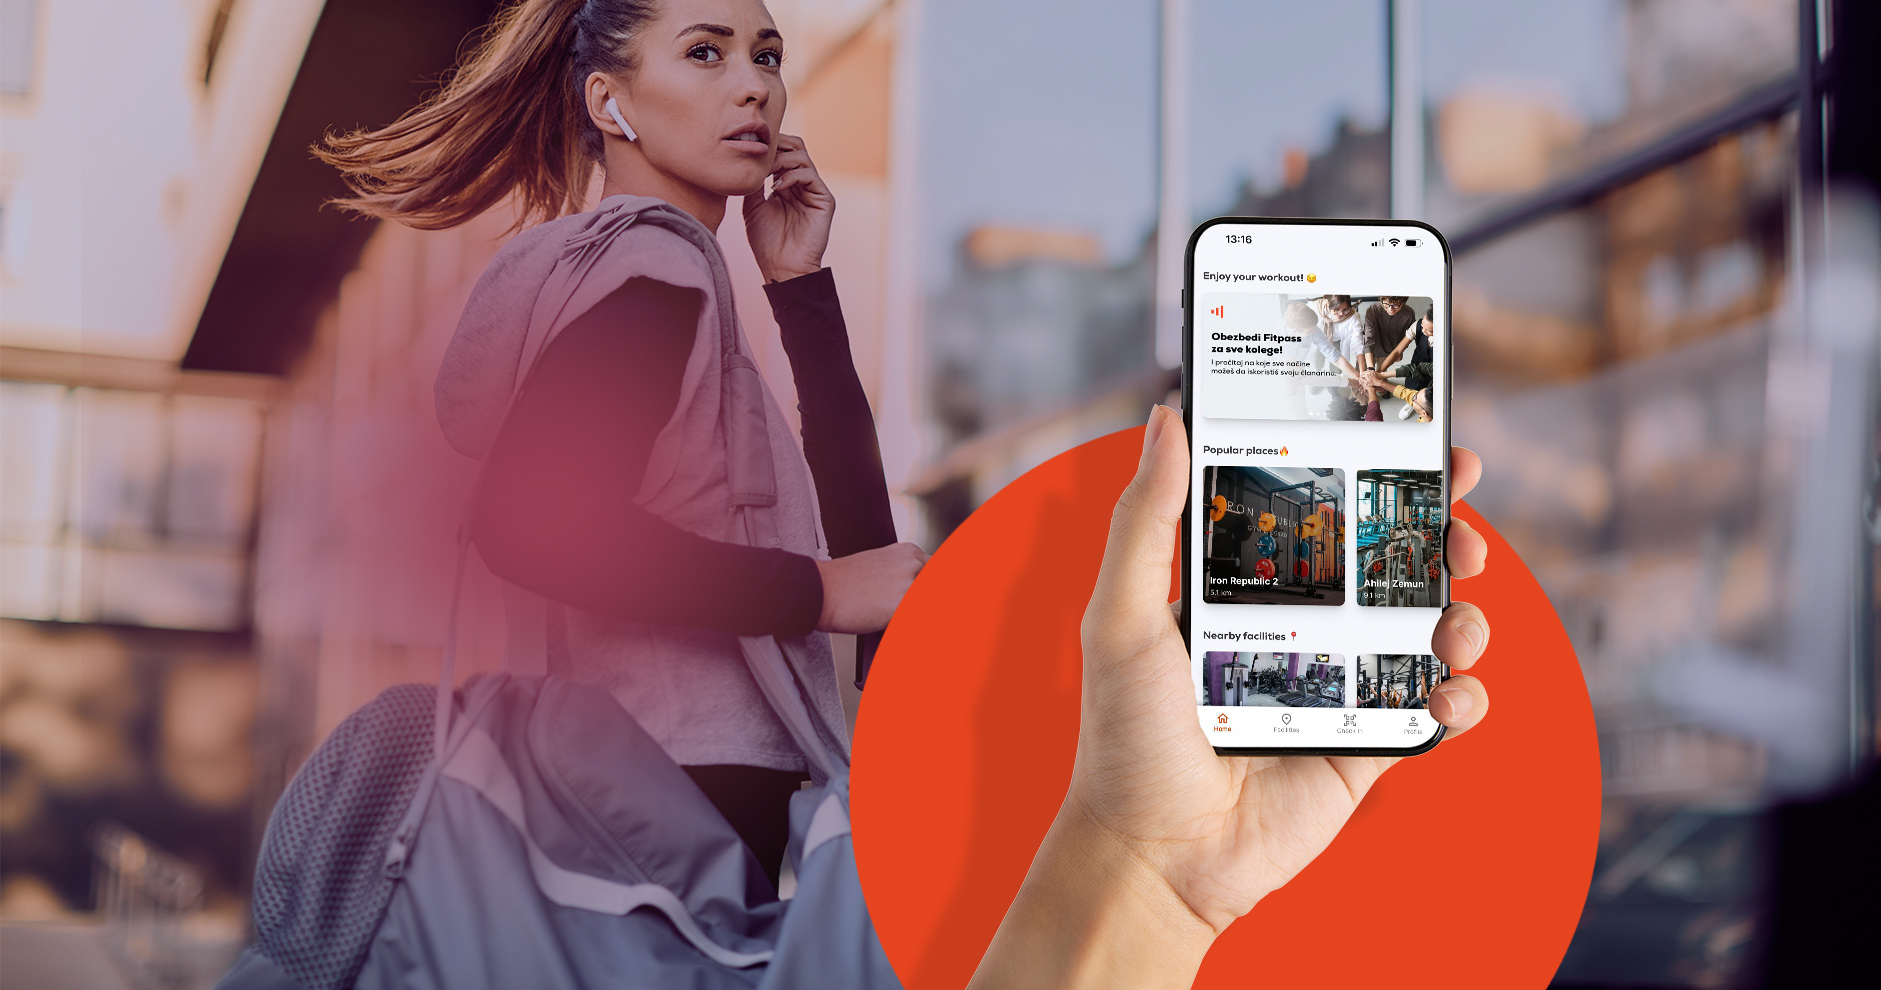 13:16
Enjoy your workout! 😄
Obezbedi Fitpass
za sve kolege!
I pročitaj na koje sve načine
možeš da iskoristiš svoju članarinu.
Popular places🔥
Iron Republic 2
5.1 km
Ahilej Zemun
9.1 km
Nearby facilities 📍
Home
Facilities
Check In
Profile